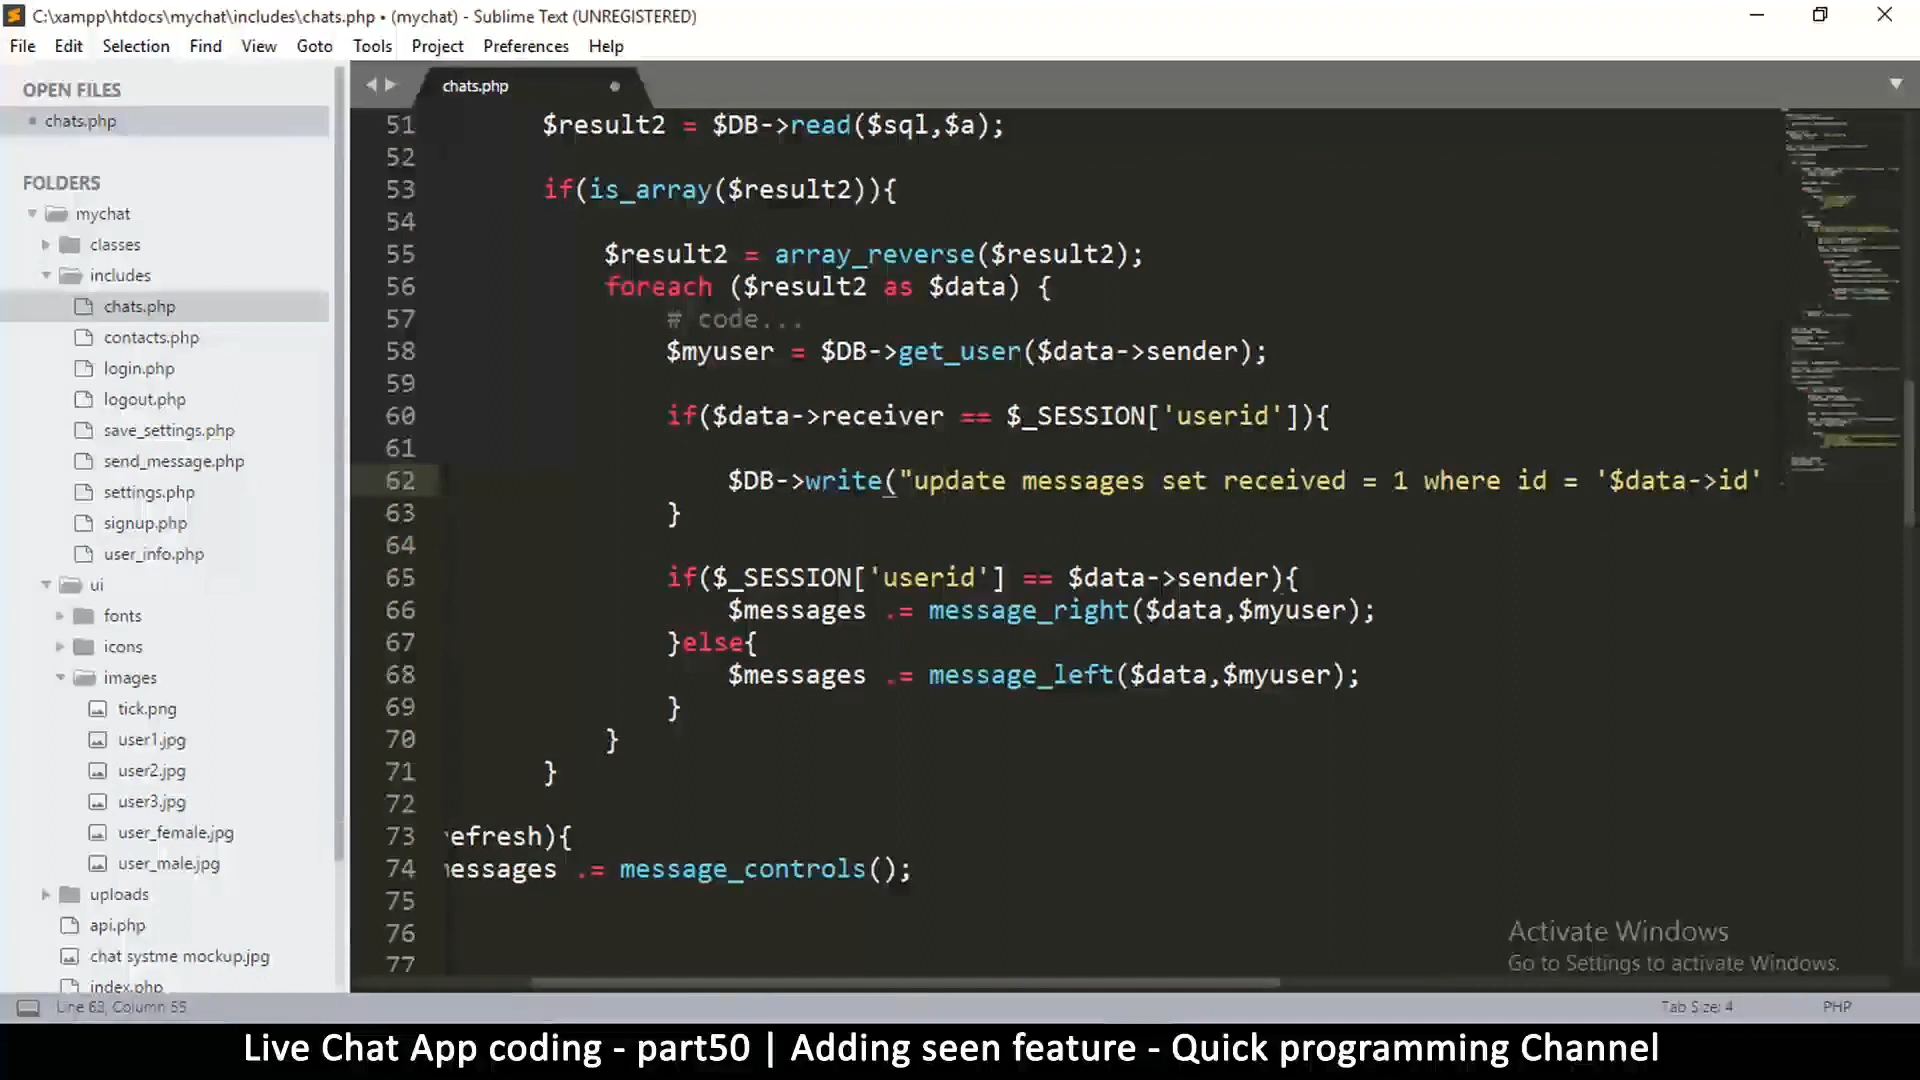 C:\xampp\htdocs\mychat\includes\chats.php • (mychat) - Sublime Text (UNREGISTERED)
File Edit Selection Find View Goto Tools Project Preferences Help
OPEN FILES
chats.php
FOLDERS
mychat
classes
includes
chats.php
contacts.php
login.php
logout.php
save_settings.php
send_message.php
settings.php
signup.php
user_info.php
ui
fonts
icons
images
tick.png
user1.jpg
user2.jpg
user3.jpg
user_female.jpg
user_male.jpg
uploads
api.php
chat systme mockup.jpg
index.php
chats.php
51 $result2 = $DB->read($sql,$a);
52
53 if(is_array($result2)){
54
55 $result2 = array_reverse($result2);
56 foreach ($result2 as $data) {
57 # code...
58 $myuser = $DB->get_user($data->sender);
59
60 if($data->receiver == $_SESSION['userid']){
61
62 $DB->write("update messages set received = 1 where id = '$data->id'
63 }
64
65 if($_SESSION['userid'] == $data->sender){
66 $messages .= message_right($data,$myuser);
67 }else{
68 $messages .= message_left($data,$myuser);
69 }
70 }
71 }
72
73 efresh){
74 essages .= message_controls();
75
76
77
Activate Windows
Go to Settings to activate Windows.
Line 63, Column 55 Tab Size: 4 PHP
Live Chat App coding - part50 | Adding seen feature - Quick programming Channel